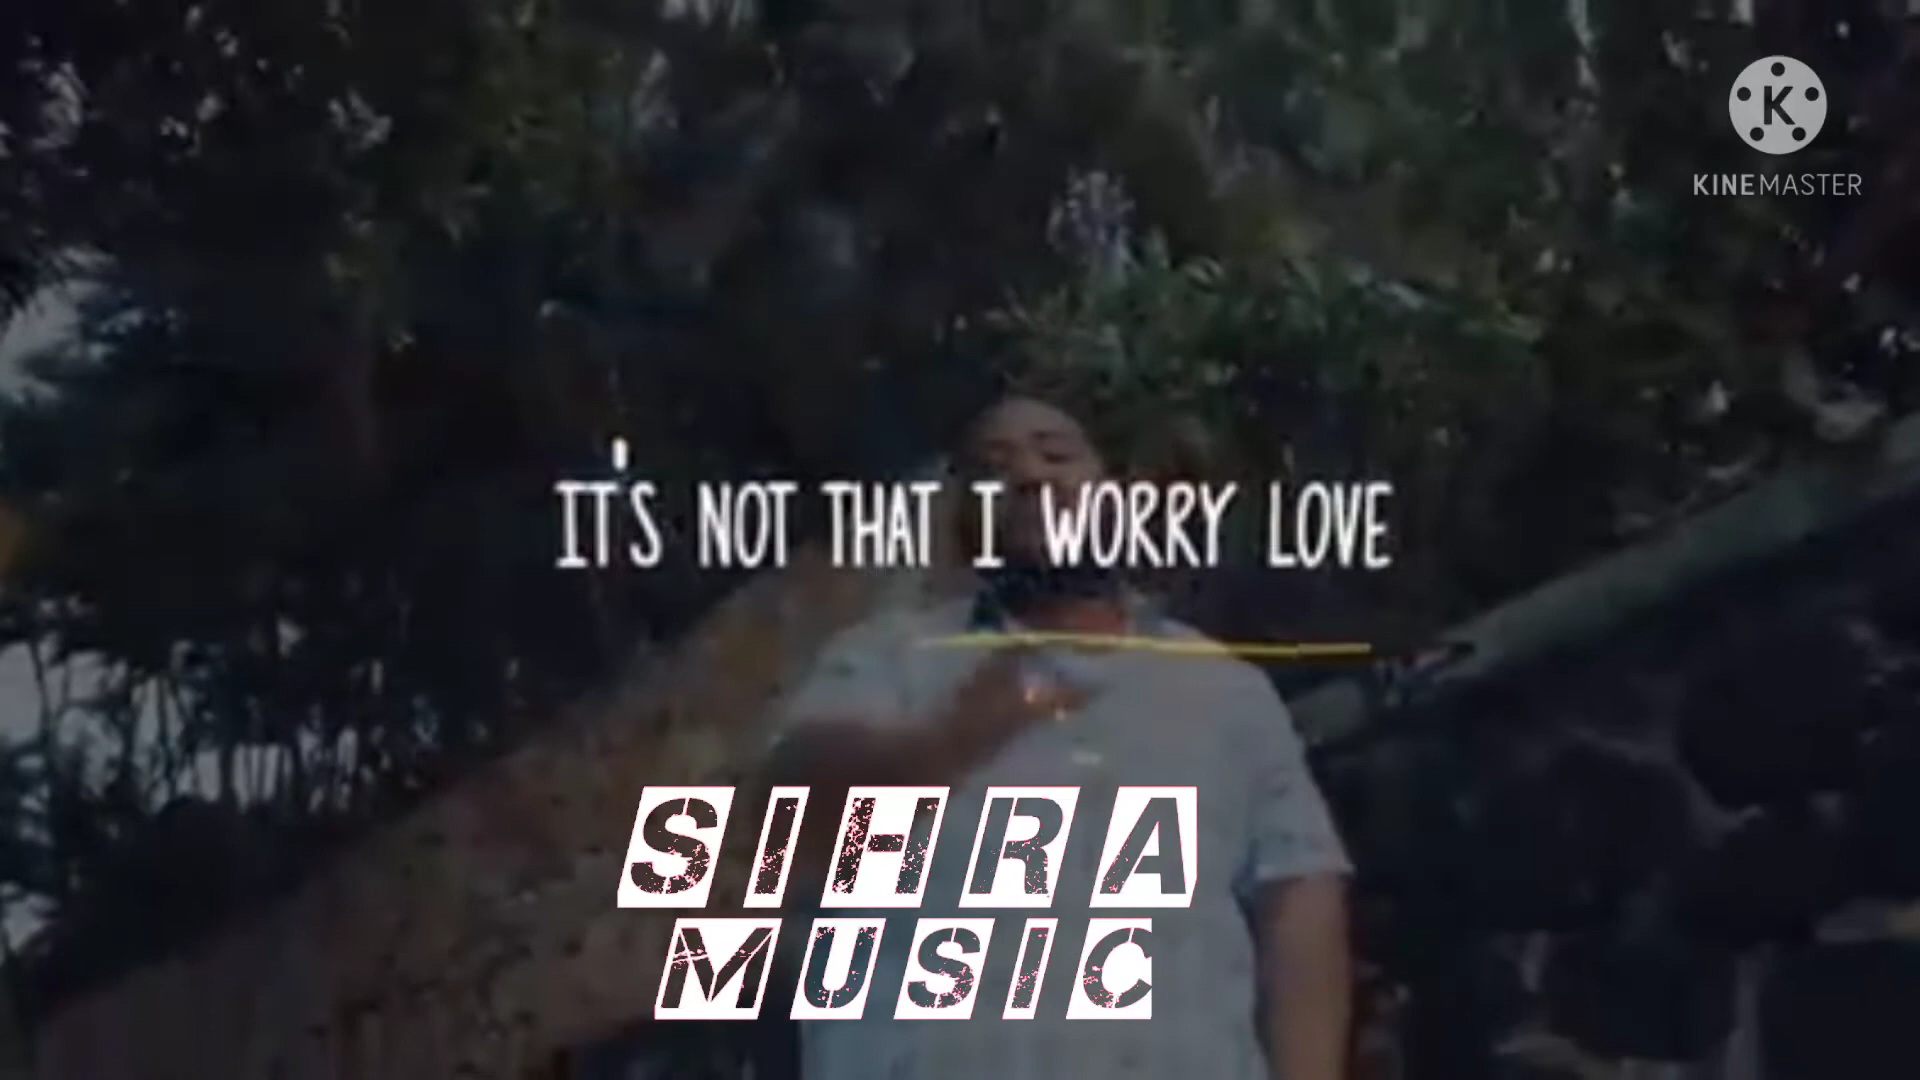 K
KINEMASTER
IT'S NOT THAT I WORRY LOVE
SIHRA
MUSIC